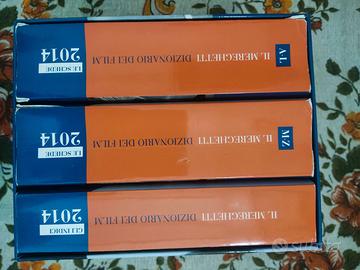 A-L
IL MEREGHETTI
DIZIONARIO DEI FILM
2014
LE SCHEDE
M-Z
IL MEREGHETTI
DIZIONARIO DEI FILM
2014
LE SCHEDE
IL MEREGHETTI
DIZIONARIO DEI FILM
2014
GLI INDICI
subito